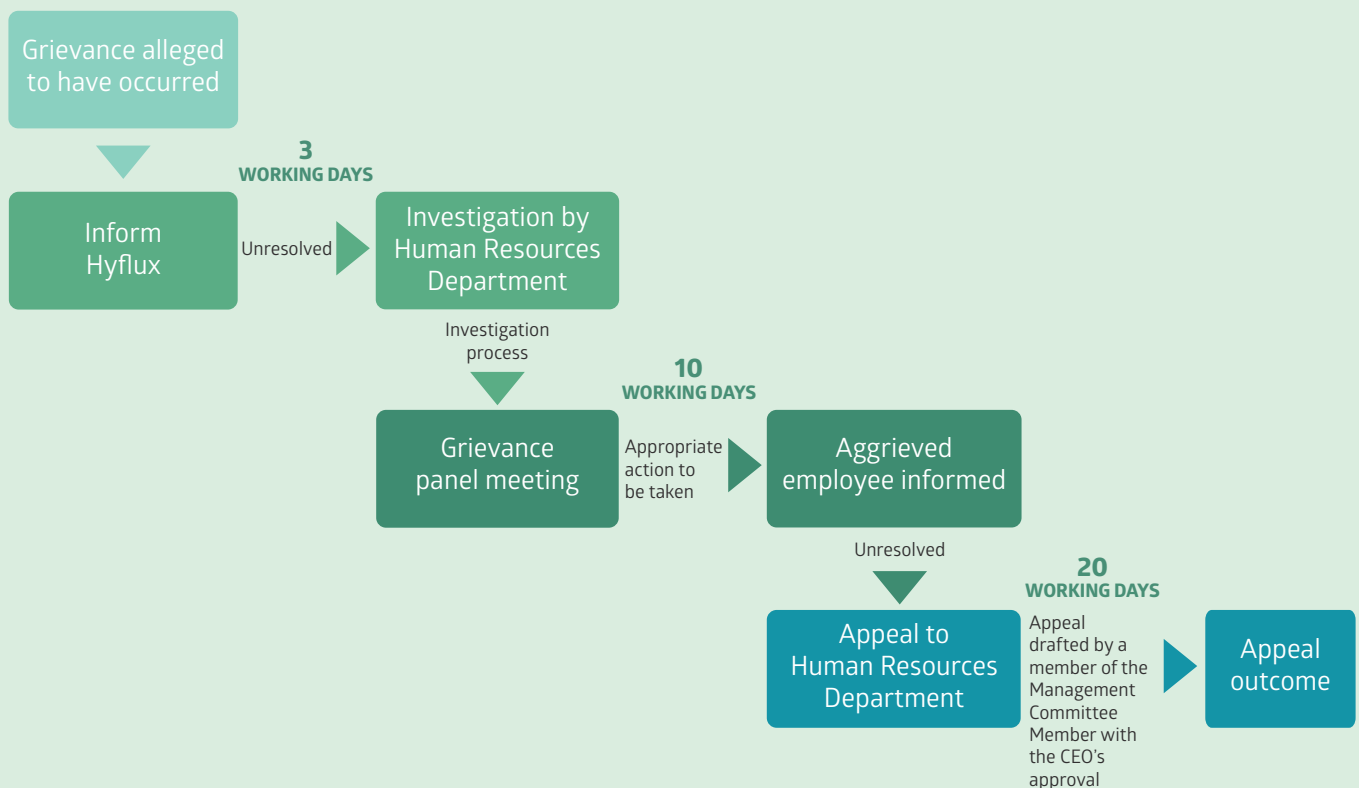 Grievance alleged
to have occurred
3
WORKING DAYS
Inform
Hyflux
Unresolved
Investigation by
Human Resources
Department
Investigation
process
10
WORKING DAYS
Grievance
panel meeting
Appropriate
action to
be taken
Aggrieved
employee informed
Unresolved
20
WORKING DAYS
Appeal to
Human Resources
Department
Appeal
drafted by a
member of the
Management
Committee
Member with
the CEO's
approval
Appeal
outcome